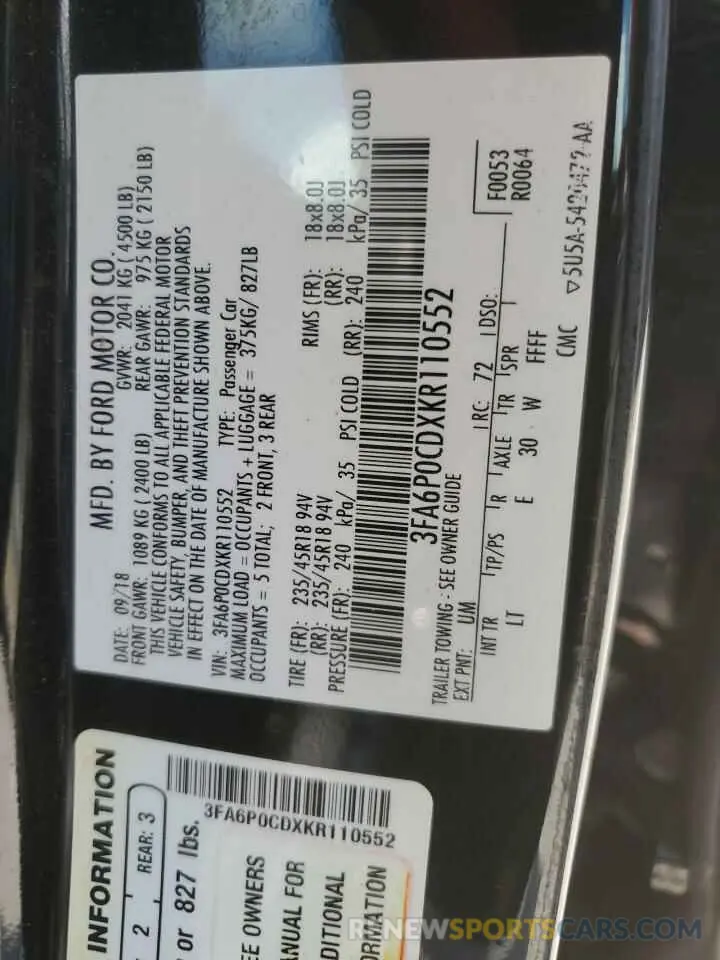 MFD. BY FORD MOTOR CO.
DATE: 09/18 GVWR: 2041 KG ( 4500 LB)
FRONT GAWR: 1089 KG ( 2400 LB) REAR GAWR: 975 KG ( 2150 LB)
THIS VEHICLE CONFORMS TO ALL APPLICABLE FEDERAL MOTOR
VEHICLE SAFETY, BUMPER, AND THEFT PREVENTION STANDARDS
IN EFFECT ON THE DATE OF MANUFACTURE SHOWN ABOVE.
VIN: 3FA6P0CDXKR110552 TYPE: Passenger Car
MAXIMUM LOAD = OCCUPANTS + LUGGAGE = 375KG/ 827LB
OCCUPANTS = 5 TOTAL; 2 FRONT, 3 REAR
TIRE (FR): 235/45R18 94V RIMS (FR): 18x8.0J
(RR): 235/45R18 94V (RR): 18x8.0J
PRESSURE (FR): 240 kPa/ 35 PSI COLD (RR): 240 kPa/ 35 PSI COLD
3FA6P0CDXKR110552
TRAILER TOWING - SEE OWNER GUIDE
F0053
R0064
EXT PNT: UM RC: 72 DSO:
INT TR TP/PS R AXLE TR SPR
LT E 30 W FFFF
CMC
INFORMATION
2 REAR: 3
or 827 lbs.
3FA6P0CDXKR110552
EE OWNERS
ANUAL FOR
DITIONAL
ORMATION
RENEWSPORTSCARS.COM